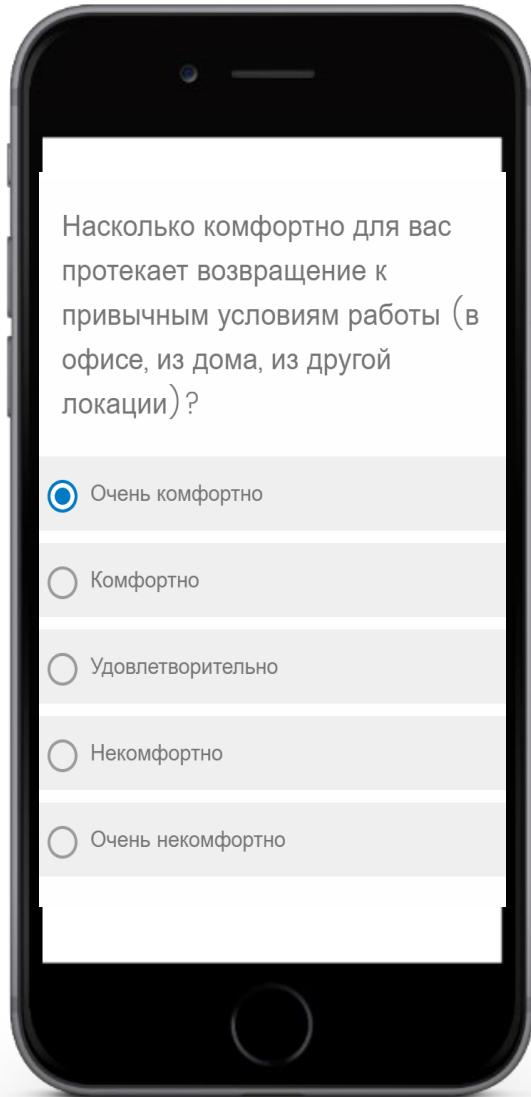 Насколько комфортно для вас
протекает возвращение к
привычным условиям работы (в
офисе, из дома, из другой
локации)?
Очень комфортно
Комфортно
Удовлетворительно
Некомфортно
Очень некомфортно